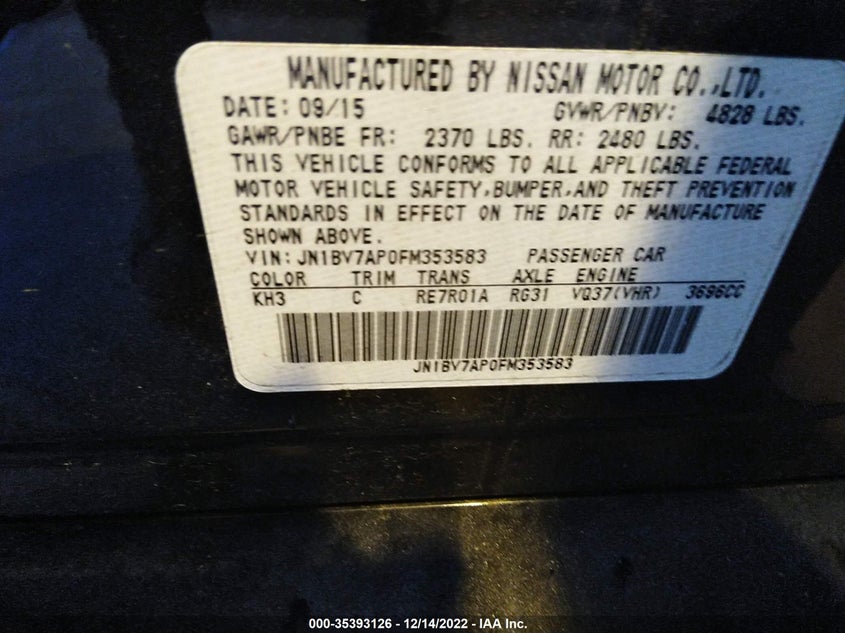 MANUFACTURED BY NISSAN MOTOR CO.,LTD.
DATE: 09/15 GVWR/PNBV: 4828 LBS.
GAWR/PNBE FR: 2370 LBS. RR: 2480 LBS.
THIS VEHICLE CONFORMS TO ALL APPLICABLE FEDERAL
MOTOR VEHICLE SAFETY,BUMPER,AND THEFT PREVENTION
STANDARDS IN EFFECT ON THE DATE OF MANUFACTURE
SHOWN ABOVE.
VIN:JN1BV7AP0FM353583 PASSENGER CAR
COLOR TRIM TRANS AXLE ENGINE
KH3 C RE7R01A RG31 VQ37(VHR) 3696CC
JN1BV7AP0FM353583
000-35393126 - 12/14/2022 - IAA Inc.